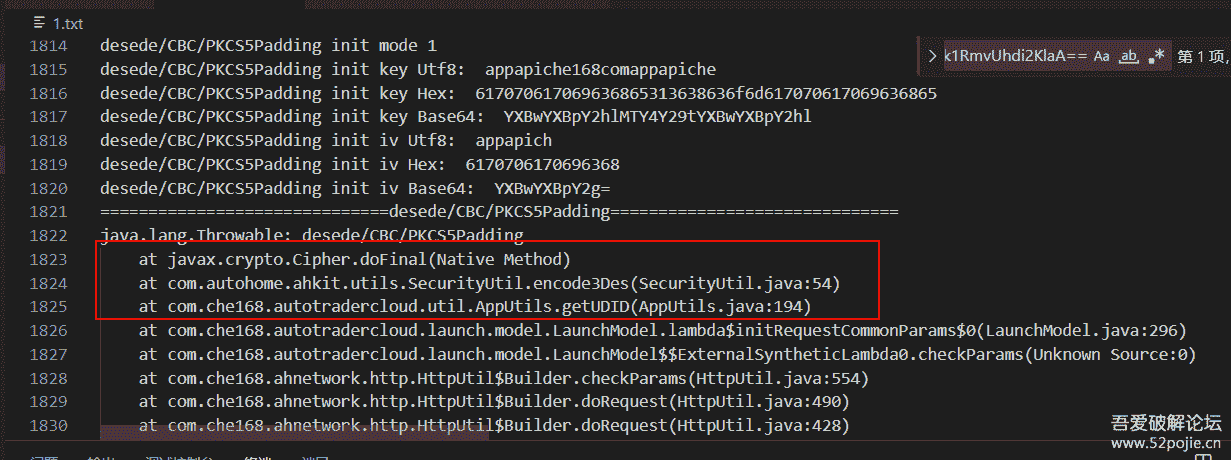 1.txt
k1RmvUhdi2KlaA== Aa ab .* 第 1 项,
1814 desede/CBC/PKCS5Padding init mode 1
1815 desede/CBC/PKCS5Padding init key Utf8: appapiche168comappapiche
1816 desede/CBC/PKCS5Padding init key Hex: 617070617069636865313638636f6d617070617069636865
1817 desede/CBC/PKCS5Padding init key Base64: YXBwYXBpY2hlMTY4Y29tYXBwYXBpY2hl
1818 desede/CBC/PKCS5Padding init iv Utf8: appapich
1819 desede/CBC/PKCS5Padding init iv Hex: 6170706170696368
1820 desede/CBC/PKCS5Padding init iv Base64: YXBwYXBpY2g=
1821 ==============================desede/CBC/PKCS5Padding==============================
1822 java.lang.Throwable: desede/CBC/PKCS5Padding
1823 at javax.crypto.Cipher.doFinal(Native Method)
1824 at com.autohome.ahkit.utils.SecurityUtil.encode3Des(SecurityUtil.java:54)
1825 at com.che168.autotradercloud.util.AppUtils.getUDID(AppUtils.java:194)
1826 at com.che168.autotradercloud.launch.model.LaunchModel.lambda$initRequestCommonParams$0(LaunchModel.java:296)
1827 at com.che168.autotradercloud.launch.model.LaunchModel$$ExternalSyntheticLambda0.checkParams(Unknown Source:0)
1828 at com.che168.ahnetwork.http.HttpUtil$Builder.checkParams(HttpUtil.java:554)
1829 at com.che168.ahnetwork.http.HttpUtil$Builder.doRequest(HttpUtil.java:490)
1830 at com.che168.ahnetwork.http.HttpUtil$Builder.doRequest(HttpUtil.java:428)
吾爱破解论坛
www.52pojie.cn